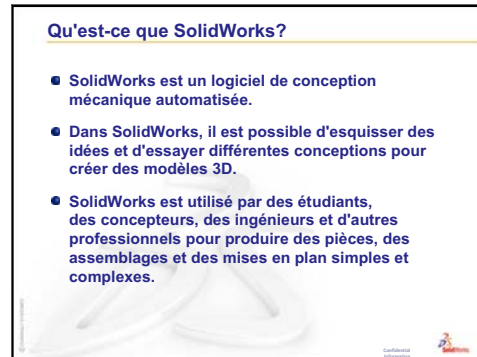 Qu'est-ce que SolidWorks?
SolidWorks est un logiciel de conception
mécanique automatisée.
Dans SolidWorks, il est possible d'esquisser des
idées et d'essayer différentes conceptions pour
créer des modèles 3D.
SolidWorks est utilisé par des étudiants,
des concepteurs, des ingénieurs et d'autres
professionnels pour produire des pièces, des
assemblages et des mises en plan simples et
complexes.
Confidential
Information
SolidWorks